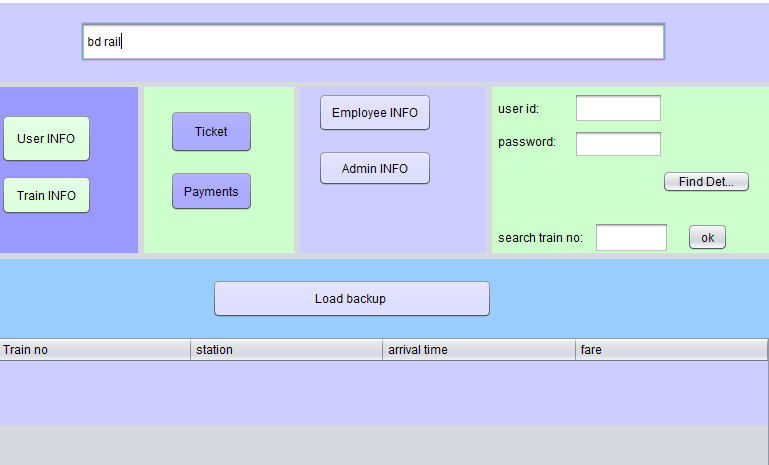 bd rail
User INFO
Train INFO
Ticket
Payments
Employee INFO
Admin INFO
user id:
password:
Find Det...
search train no:
ok
Load backup
Train no station arrival time fare